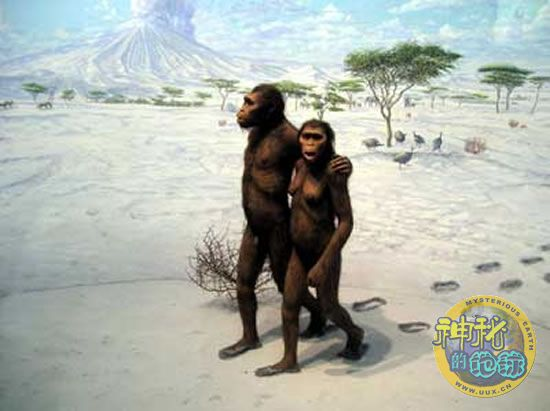 MYSTERIOUS EARTH
神秘
的地球
WWW.UUX.CN